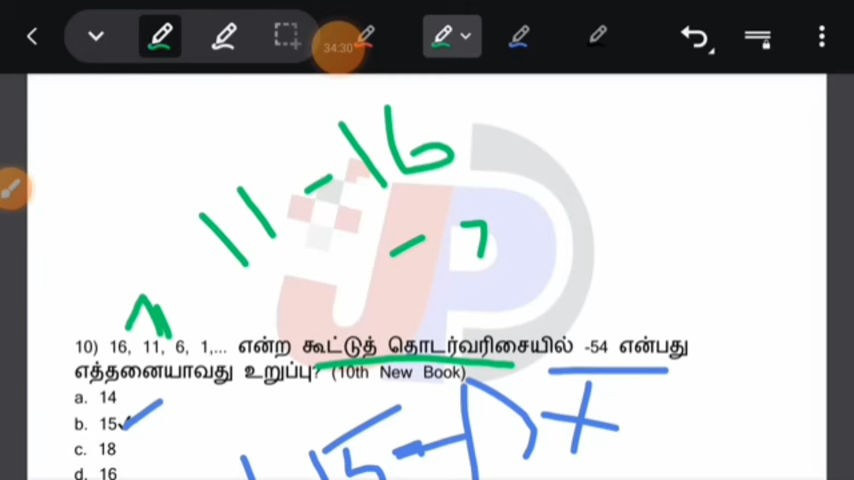 34:30
11 - 16
-
JP
10) 16, 11, 6, 1,... என்ற கூட்டுத் தொடர்வரிசையில் -54 என்பது
எத்தனையாவது உறுப்பு? (10th New Book)
a. 14
b. 15
c. 18
d. 16